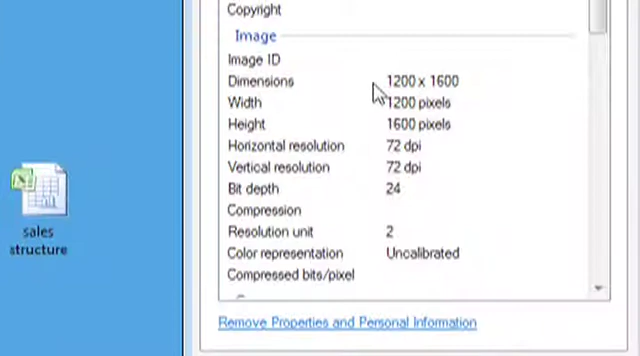 Copyright
Image
Image ID
Dimensions 1200 x 1600
Width 1200 pixels
Height 1600 pixels
Horizontal resolution 72 dpi
Vertical resolution 72 dpi
Bit depth 24
Compression
Resolution unit 2
Color representation Uncalibrated
Compressed bits/pixel
Remove Properties and Personal Information
sales
structure